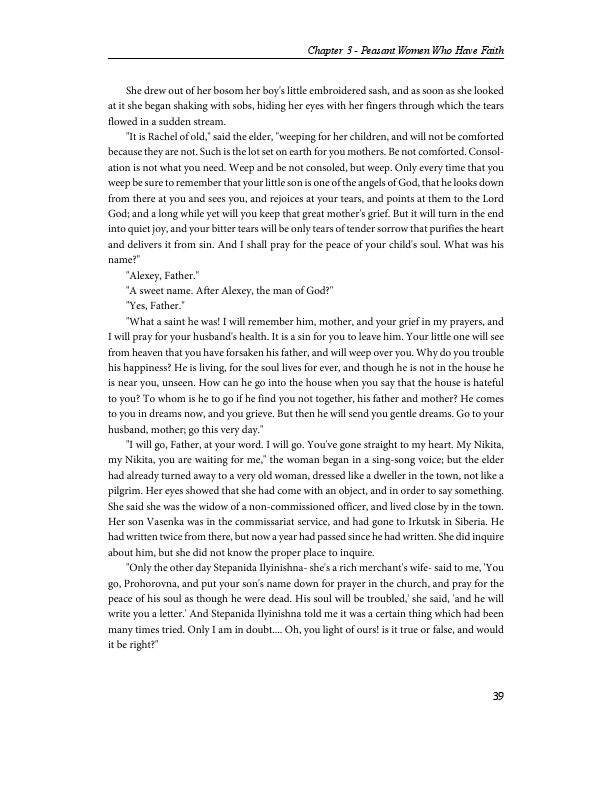 Chapter 3 - Peasant Women Who Have Faith
She drew out of her bosom her boy's little embroidered sash, and as soon as she looked
at it she began shaking with sobs, hiding her eyes with her fingers through which the tears
flowed in a sudden stream.
"It is Rachel of old," said the elder, "weeping for her children, and will not be comforted
because they are not. Such is the lot set on earth for you mothers. Be not comforted. Consol-
ation is not what you need. Weep and be not consoled, but weep. Only every time that you
weep be sure to remember that your little son is one of the angels of God, that he looks down
from there at you and sees you, and rejoices at your tears, and points at them to the Lord
God; and a long while yet will you keep that great mother's grief. But it will turn in the end
into quiet joy, and your bitter tears will be only tears of tender sorrow that purifies the heart
and delivers it from sin. And I shall pray for the peace of your child's soul. What was his
name?"
"Alexey, Father."
"A sweet name. After Alexey, the man of God?"
"Yes, Father."
"What a saint he was! I will remember him, mother, and your grief in my prayers, and
I will pray for your husband's health. It is a sin for you to leave him. Your little one will see
from heaven that you have forsaken his father, and will weep over you. Why do you trouble
his happiness? He is living, for the soul lives for ever, and though he is not in the house he
is near you, unseen. How can he go into the house when you say that the house is hateful
to you? To whom is he to go if he find you not together, his father and mother? He comes
to you in dreams now, and you grieve. But then he will send you gentle dreams. Go to your
husband, mother; go this very day."
"I will go, Father, at your word. I will go. You've gone straight to my heart. My Nikita,
my Nikita, you are waiting for me," the woman began in a sing-song voice; but the elder
had already turned away to a very old woman, dressed like a dweller in the town, not like a
pilgrim. Her eyes showed that she had come with an object, and in order to say something.
She said she was the widow of a non-commissioned officer, and lived close by in the town.
Her son Vasenka was in the commissariat service, and had gone to Irkutsk in Siberia. He
had written twice from there, but now a year had passed since he had written. She did inquire
about him, but she did not know the proper place to inquire.
"Only the other day Stepanida Ilyinishna- she's a rich merchant's wife- said to me, 'You
go, Prohorovna, and put your son's name down for prayer in the church, and pray for the
peace of his soul as though he were dead. His soul will be troubled,' she said, 'and he will
write you a letter.' And Stepanida Ilyinishna told me it was a certain thing which had been
many times tried. Only I am in doubt.... Oh, you light of ours! is it true or false, and would
it be right?"
39